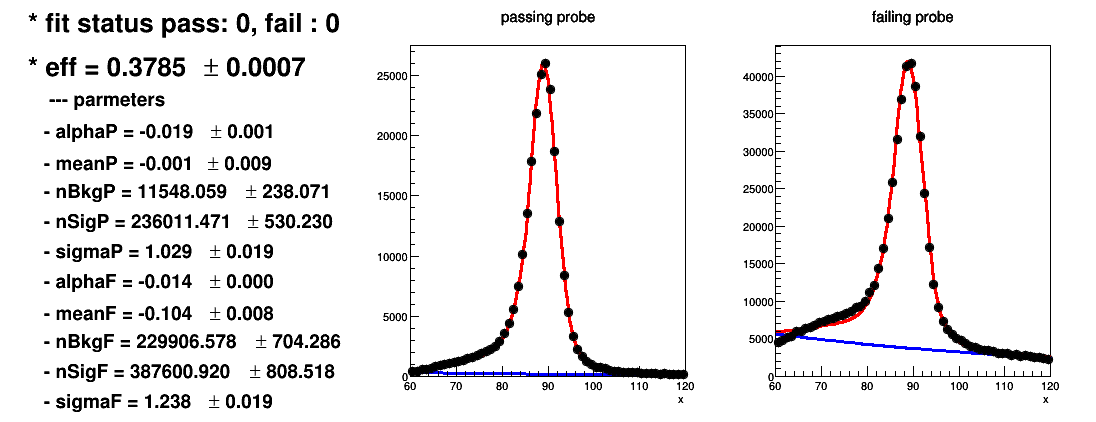 * fit status pass: 0, fail : 0
* eff = 0.3785 ± 0.0007
--- parmeters
- alphaP = -0.019 ± 0.001
- meanP = -0.001 ± 0.009
- nBkgP = 11548.059 ± 238.071
- nSigP = 236011.471 ± 530.230
- sigmaP = 1.029 ± 0.019
- alphaF = -0.014 ± 0.000
- meanF = -0.104 ± 0.008
- nBkgF = 229906.578 ± 704.286
- nSigF = 387600.920 ± 808.518
- sigmaF = 1.238 ± 0.019
passing probe
25000
20000
15000
10000
5000
0
60 70 80 90 100 110 120
x
failing probe
40000
35000
30000
25000
20000
15000
10000
5000
0
60 70 80 90 100 110 120
x